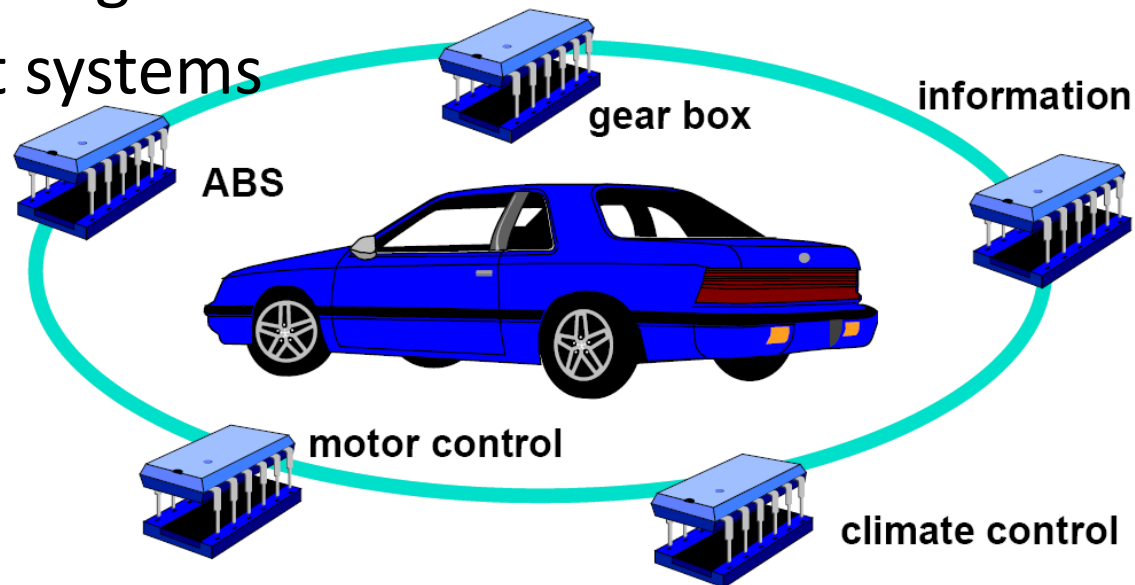 t systems
gear box
information
ABS
motor control
climate control